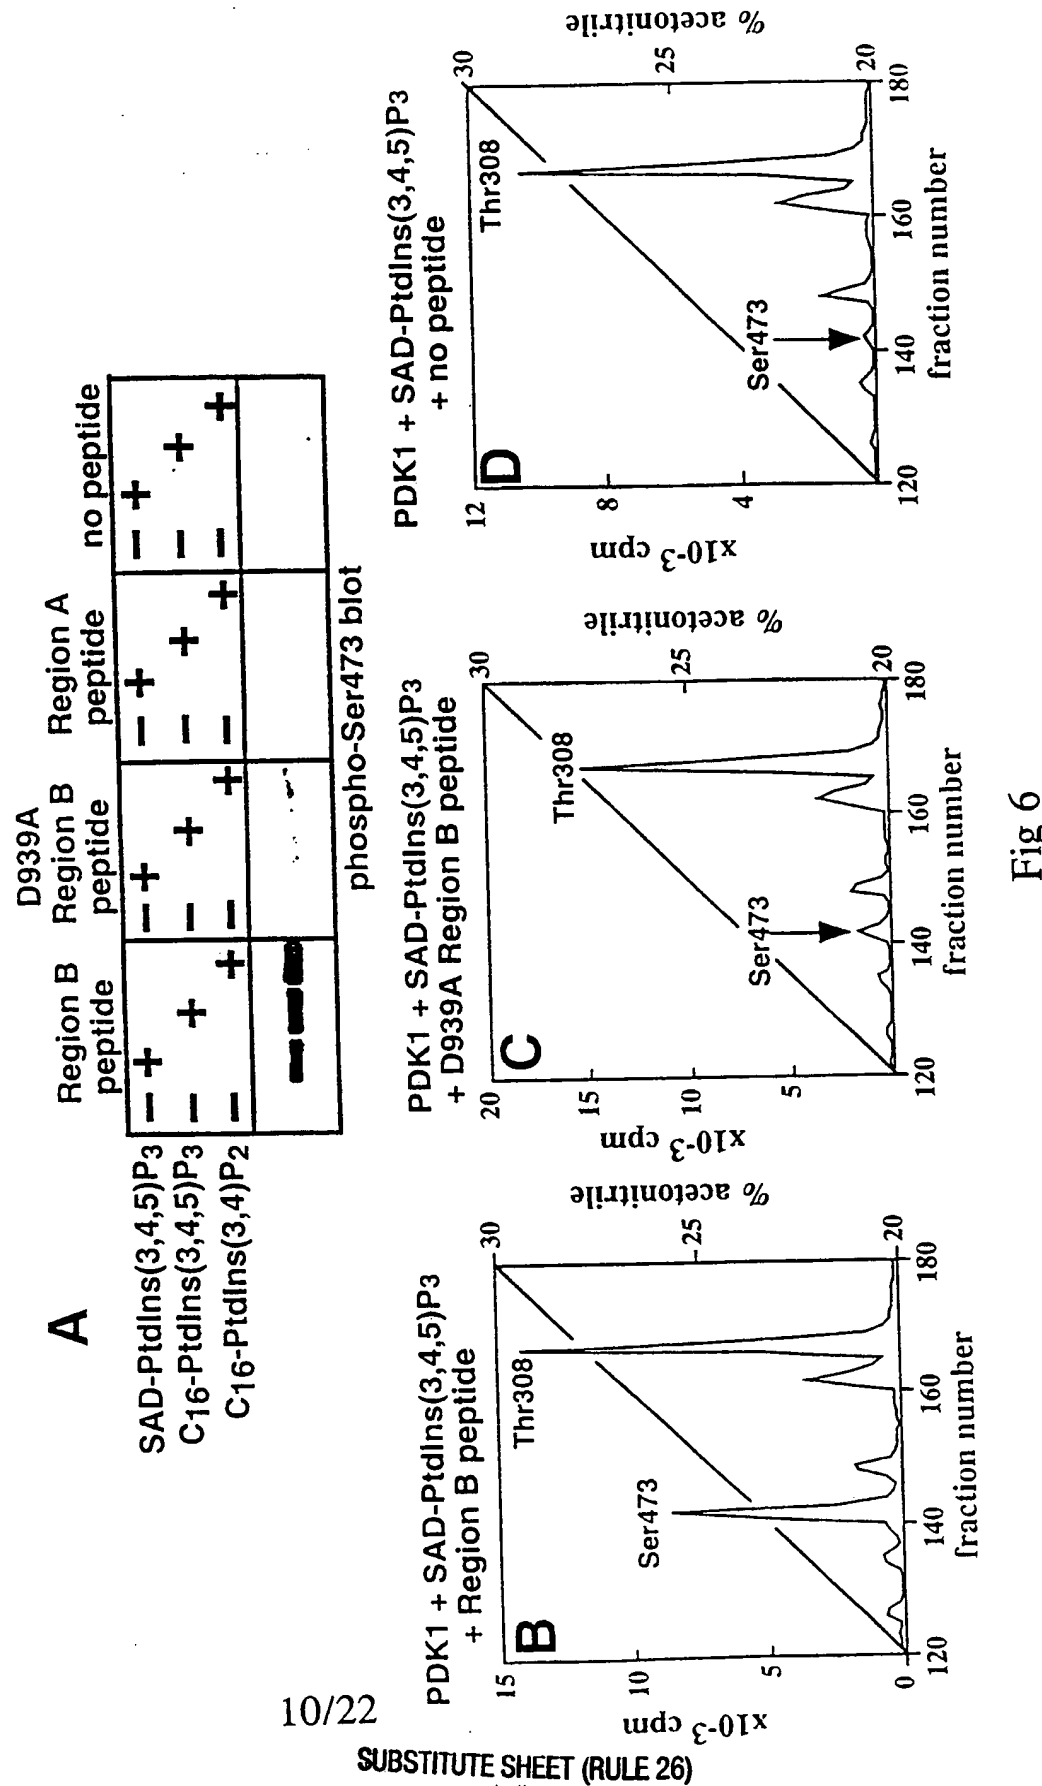 10/22
SUBSTITUTE SHEET (RULE 26)
A
Region B
peptide
D939A
Region B
peptide
Region A
peptide
no peptide
SAD-PtdIns(3,4,5)P3 − + − + − + − +
C16-PtdIns(3,4,5)P3 − + − + − + − +
C16-PtdIns(3,4)P2 − + − + − + − +
phospho-Ser473 blot
PDK1 + SAD-PtdIns(3,4,5)P3
+ Region B peptide
B
15
10
5
0
x10-3 cpm
Ser473
Thr308
30
25
20
% acetonitrile
120
140
160
180
fraction number
PDK1 + SAD-PtdIns(3,4,5)P3
+ D939A Region B peptide
C
20
15
10
5
x10-3 cpm
Ser473
Thr308
30
25
20
% acetonitrile
120
140
160
180
fraction number
PDK1 + SAD-PtdIns(3,4,5)P3
+ no peptide
D
12
8
4
x10-3 cpm
Ser473
Thr308
30
25
20
% acetonitrile
120
140
160
180
fraction number
Fig 6